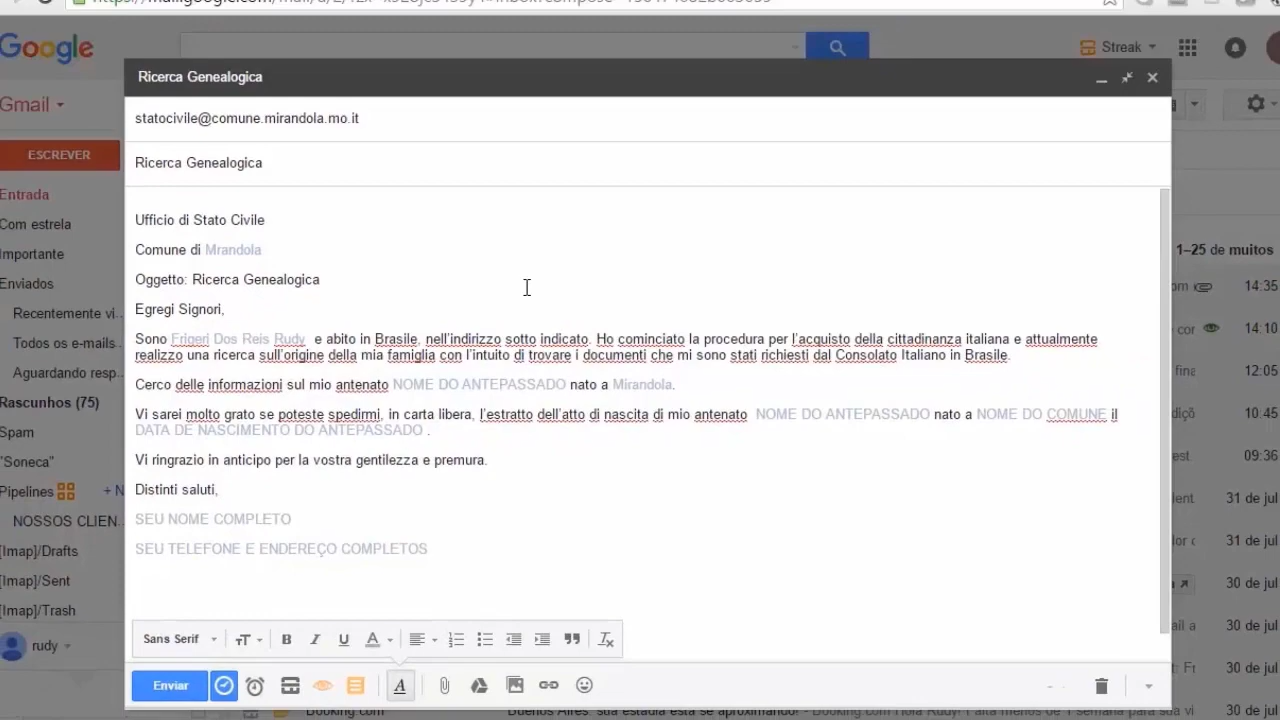 Google
Streak
Ricerca Genealogica
Gmail
statocivile@comune.mirandola.mo.it
ESCREVER
Ricerca Genealogica
Entrada
Com estrela
Importante
Enviados
Recentemente vi...
Todos os e-mails...
Aguardando resp...
Rascunhos (75)
Spam
"Soneca"
Pipelines
NOSSOS CLIEN...
[Imap]/Drafts
[Imap]/Sent
[Imap]/Trash
rudy
Ufficio di Stato Civile
Comune di Mrandola
Oggetto: Ricerca Genealogica
Egregi Signori,
Sono Frigeri Dos Reis Rudy e abito in Brasile, nell'indirizzo sotto indicato. Ho cominciato la procedura per l'acquisto della cittadinanza italiana e attualmente
realizzo una ricerca sull'origine della mia famiglia con l'intuito di trovare i documenti che mi sono stati richiesti dal Consolato Italiano in Brasile.
Cerco delle informazioni sul mio antenato NOME DO ANTEPASSADO nato a Mirandola.
Vi sarei molto grato se poteste spedirmi, in carta libera, l'estratto dell'atto di nascita di mio antenato NOME DO ANTEPASSADO nato a NOME DO COMUNE il
DATA DE NASCIMENTO DO ANTEPASSADO .
Vi ringrazio in anticipo per la vostra gentilezza e premura.
Distinti saluti,
SEU NOME COMPLETO
SEU TELEFONE E ENDEREÇO COMPLETOS
Sans Serif
Enviar
1–25 de muitos
14:35
14:10
12:05
10:45
09:36
31 de jul
31 de jul
30 de jul
30 de jul
30 de jul
30 de jul
30 de jul
Booking.com